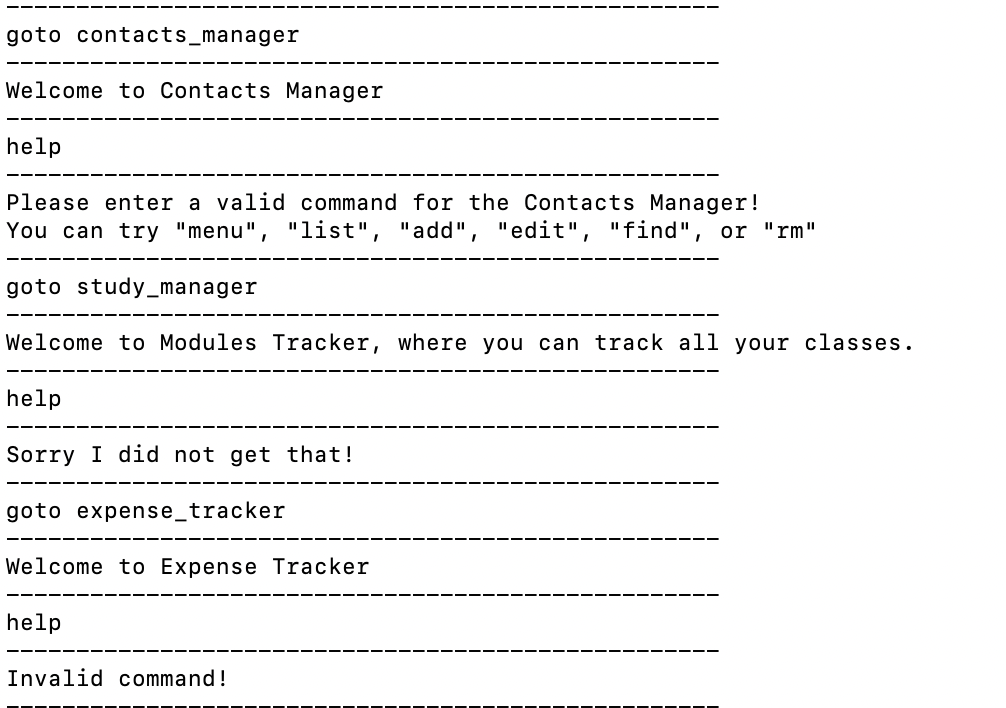 ---------------------------------------------------
goto contacts_manager
---------------------------------------------------
Welcome to Contacts Manager
---------------------------------------------------
help
---------------------------------------------------
Please enter a valid command for the Contacts Manager!
You can try "menu", "list", "add", "edit", "find", or "rm"
---------------------------------------------------
goto study_manager
---------------------------------------------------
Welcome to Modules Tracker, where you can track all your classes.
---------------------------------------------------
help
---------------------------------------------------
Sorry I did not get that!
---------------------------------------------------
goto expense_tracker
---------------------------------------------------
Welcome to Expense Tracker
---------------------------------------------------
help
---------------------------------------------------
Invalid command!
---------------------------------------------------